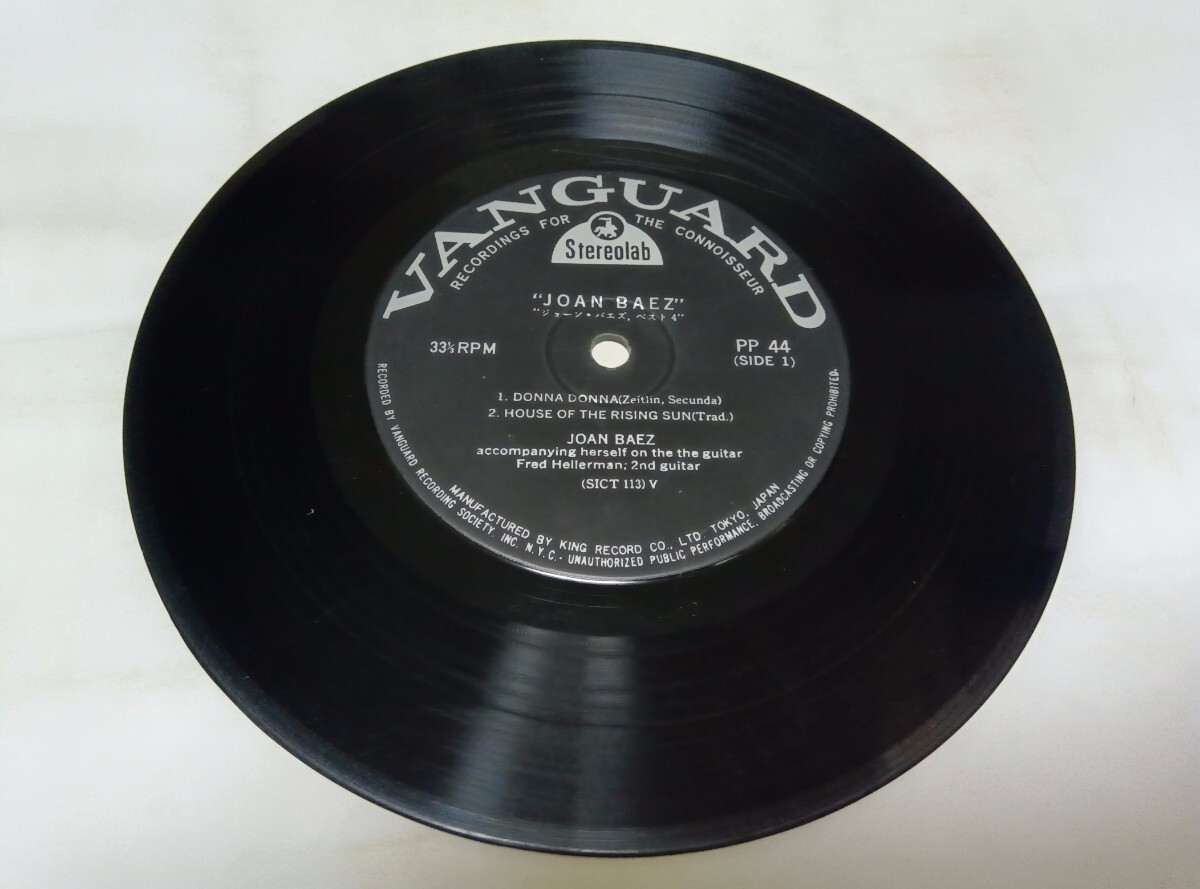 VANGUARD
RECORDINGS FOR THE CONNOISSEUR
Stereolab
"JOAN BAEZ"
"ジョーン・バエズ, ベスト4"
33⅓ RPM
PP 44
(SIDE 1)
1. DONNA DONNA(Zeitlin, Secunda)
2. HOUSE OF THE RISING SUN(Trad.)
JOAN BAEZ
accompanying herself on the the guitar
Fred Hellerman; 2nd guitar
(SICT 113) V
MANUFACTURED BY KING RECORD CO., LTD. TOKYO, JAPAN
RECORDED BY VANGUARD RECORDING SOCIETY, INC. N.Y.C. - UNAUTHORIZED PUBLIC PERFORMANCE, BROADCASTING OR COPYING PROHIBITED.